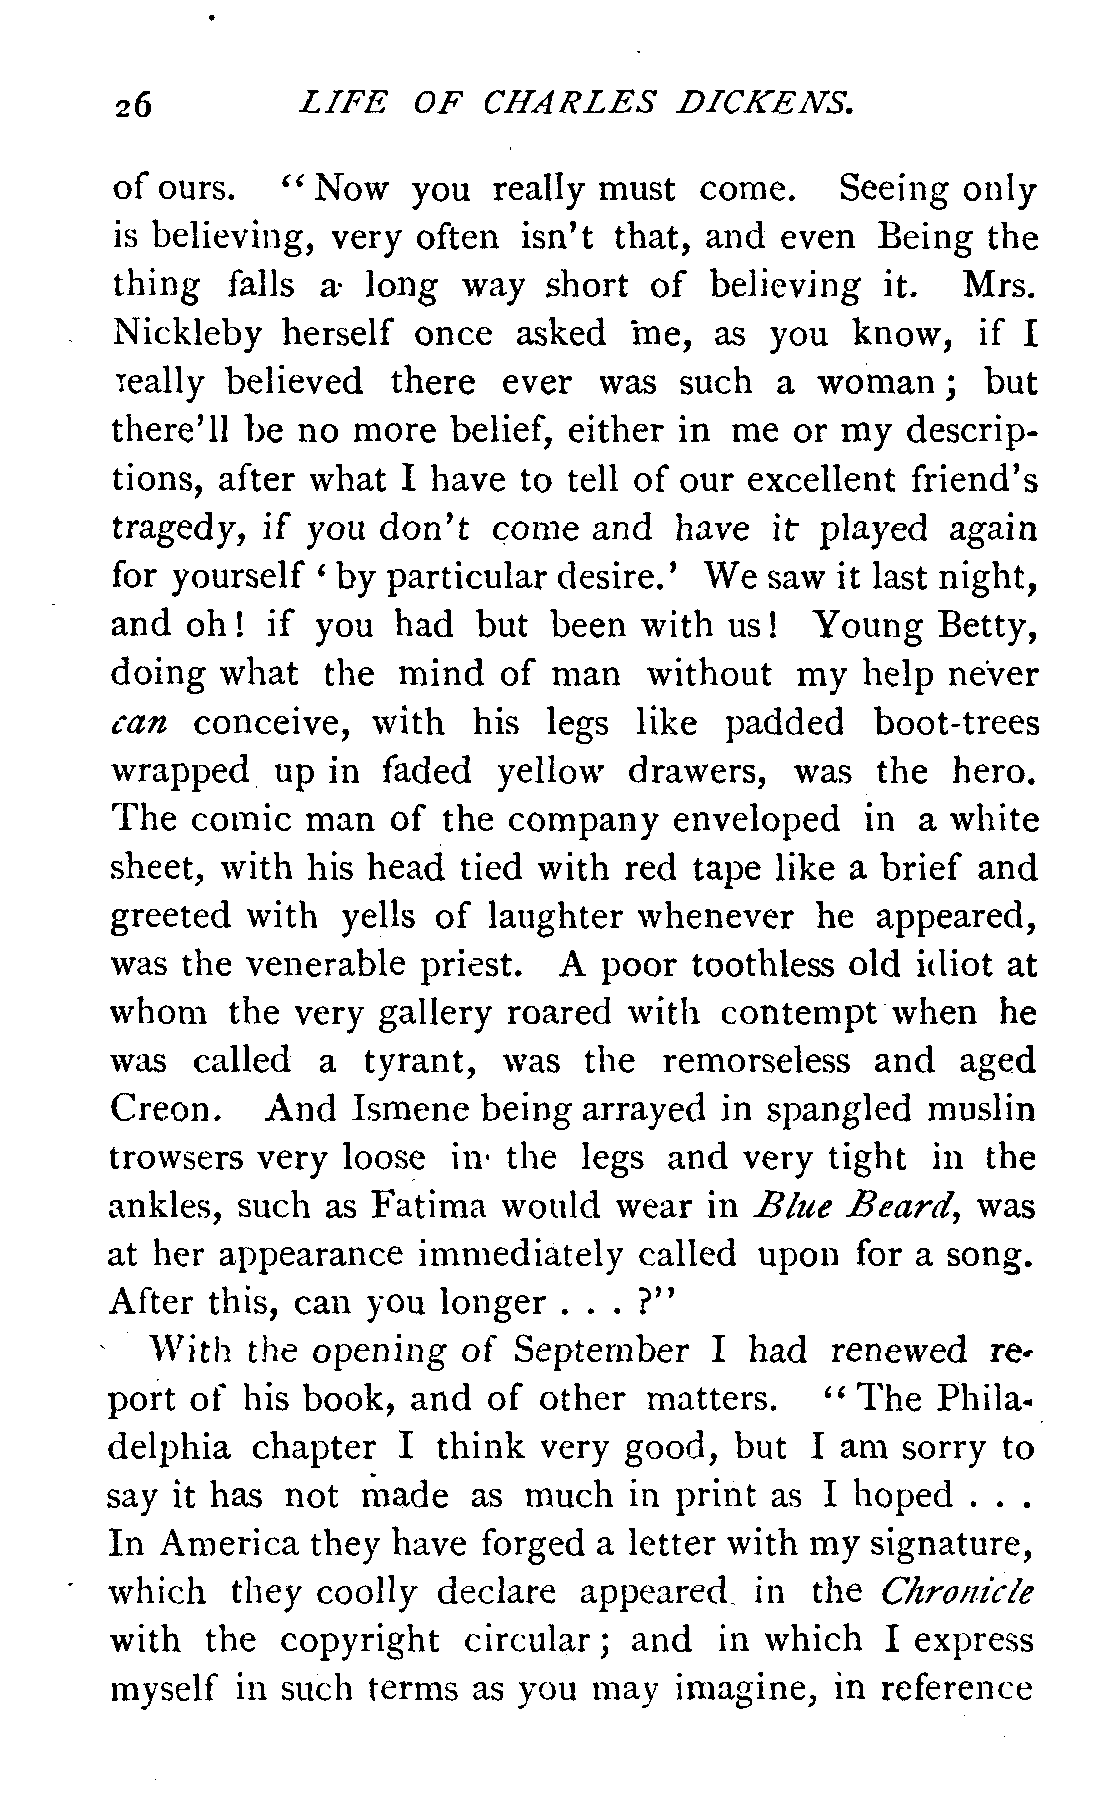 26 LIFE OF CHARLES DICKENS.
of ours. “Now you really must come. Seeing only
is believing, very often isn't that, and even Being the
thing falls a long way short of believing it. Mrs.
Nickleby herself once asked me, as you know, if I
really believed there ever was such a woman; but
there'll be no more belief, either in me or my descrip-
tions, after what I have to tell of our excellent friend's
tragedy, if you don't come and have it played again
for yourself ‘by particular desire.’ We saw it last night,
and oh! if you had but been with us! Young Betty,
doing what the mind of man without my help never
can conceive, with his legs like padded boot-trees
wrapped up in faded yellow drawers, was the hero.
The comic man of the company enveloped in a white
sheet, with his head tied with red tape like a brief and
greeted with yells of laughter whenever he appeared,
was the venerable priest. A poor toothless old idiot at
whom the very gallery roared with contempt when he
was called a tyrant, was the remorseless and aged
Creon. And Ismene being arrayed in spangled muslin
trowsers very loose in the legs and very tight in the
ankles, such as Fatima would wear in Blue Beard, was
at her appearance immediately called upon for a song.
After this, can you longer . . . ?”
With the opening of September I had renewed re-
port of his book, and of other matters. “The Phila-
delphia chapter I think very good, but I am sorry to
say it has not made as much in print as I hoped . . .
In America they have forged a letter with my signature,
which they coolly declare appeared in the Chronicle
with the copyright circular; and in which I express
myself in such terms as you may imagine, in reference